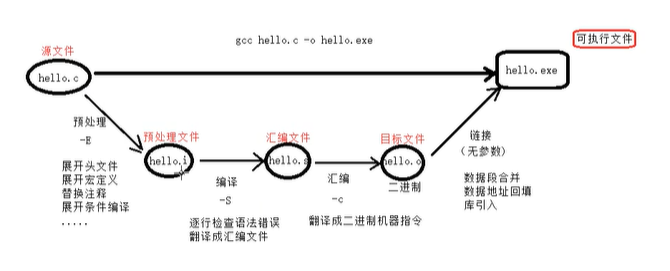 gcc hello.c -o hello.exe
可执行文件
源文件
hello.c
hello.exe
预处理
-E
展开头文件
展开宏定义
替换注释
展开条件编译
.....
预处理文件
hello.i
编译
-S
逐行检查语法错误
翻译成汇编文件
汇编文件
hello.s
汇编
-c
翻译成二进制机器指令
目标文件
hello.o
二进制
链接
(无参数)
数据段合并
数据地址回填
库引入